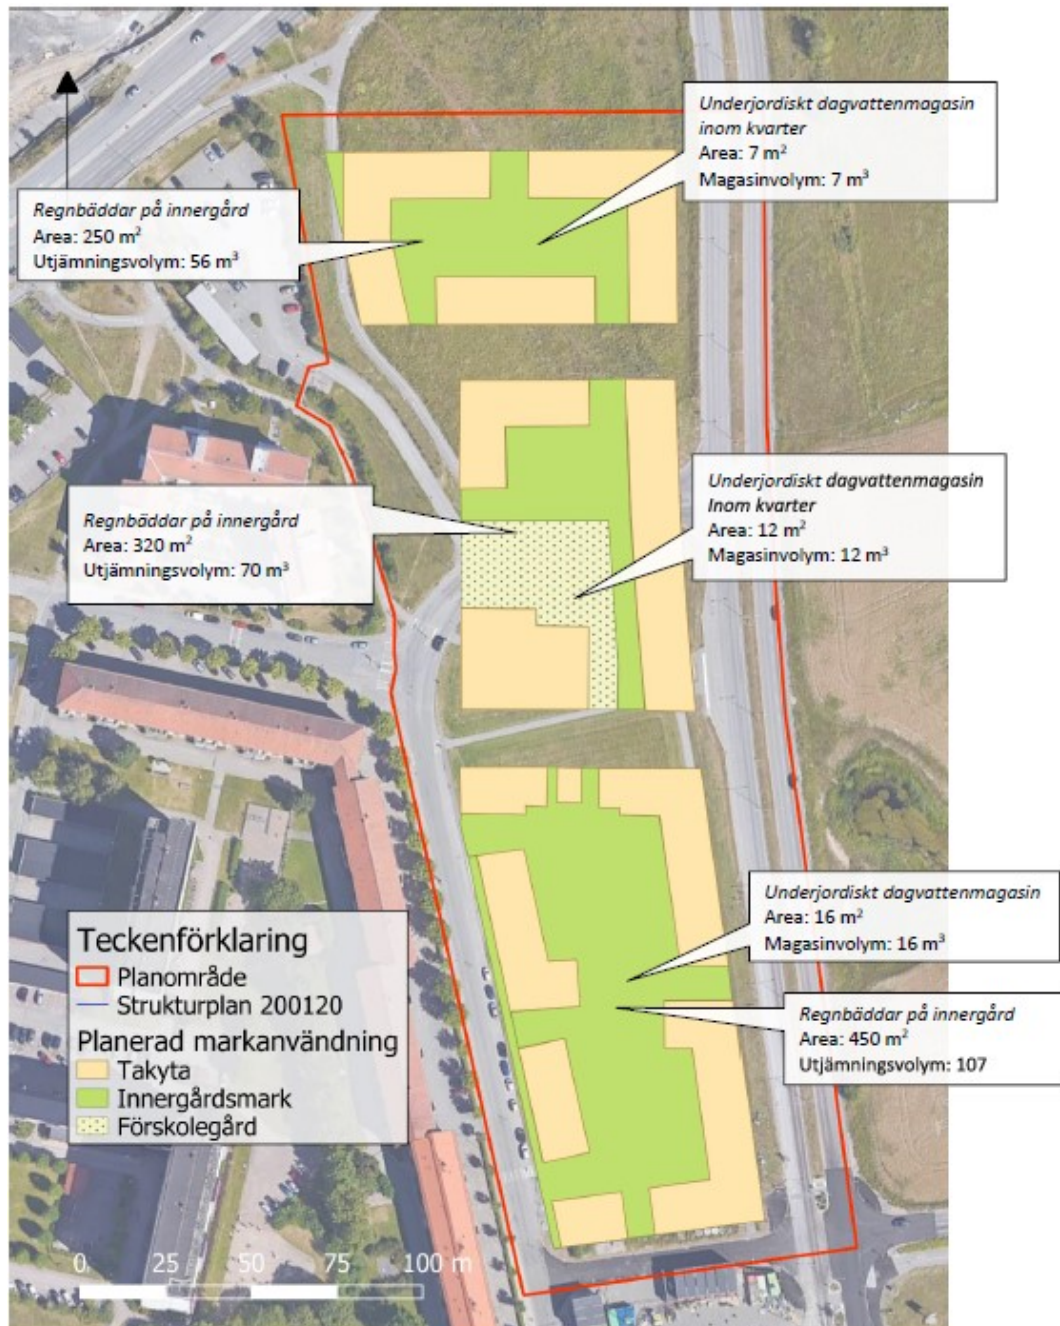 Underjordiskt dagvattenmagasin
inom kvarter
Area: 7 m²
Magasinvolym: 7 m³
Regnbäddar på innergård
Area: 250 m²
Utjämningsvolym: 56 m³
Underjordiskt dagvattenmagasin
Inom kvarter
Area: 12 m²
Magasinvolym: 12 m³
Regnbäddar på innergård
Area: 320 m²
Utjämningsvolym: 70 m³
Underjordiskt dagvattenmagasin
Area: 16 m²
Magasinvolym: 16 m³
Regnbäddar på innergård
Area: 450 m²
Utjämningsvolym: 107
Teckenförklaring
Planområde
Strukturplan 200120
Planerad markanvändning
Takyta
Innergårdsmark
Förskolegård
0 25 50 75 100 m